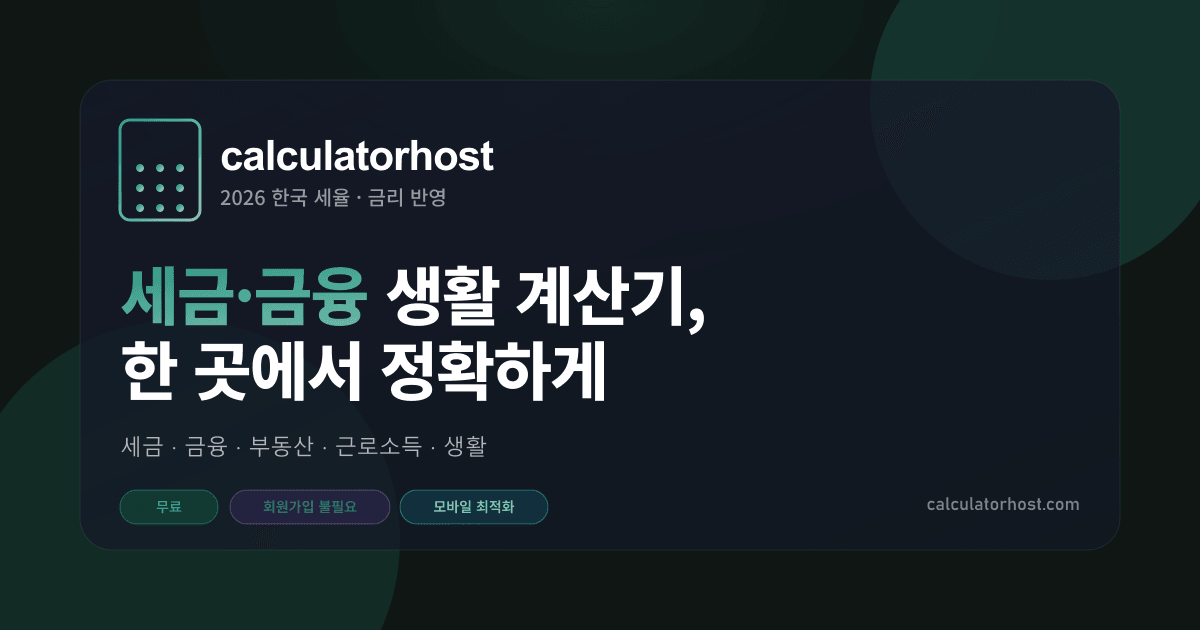 calculatorhost
2026 한국 세율 · 금리 반영
세금·금융 생활 계산기,
한 곳에서 정확하게
세금 · 금융 · 부동산 · 근로소득 · 생활
무료 회원가입 불필요 모바일 최적화
calculatorhost.com